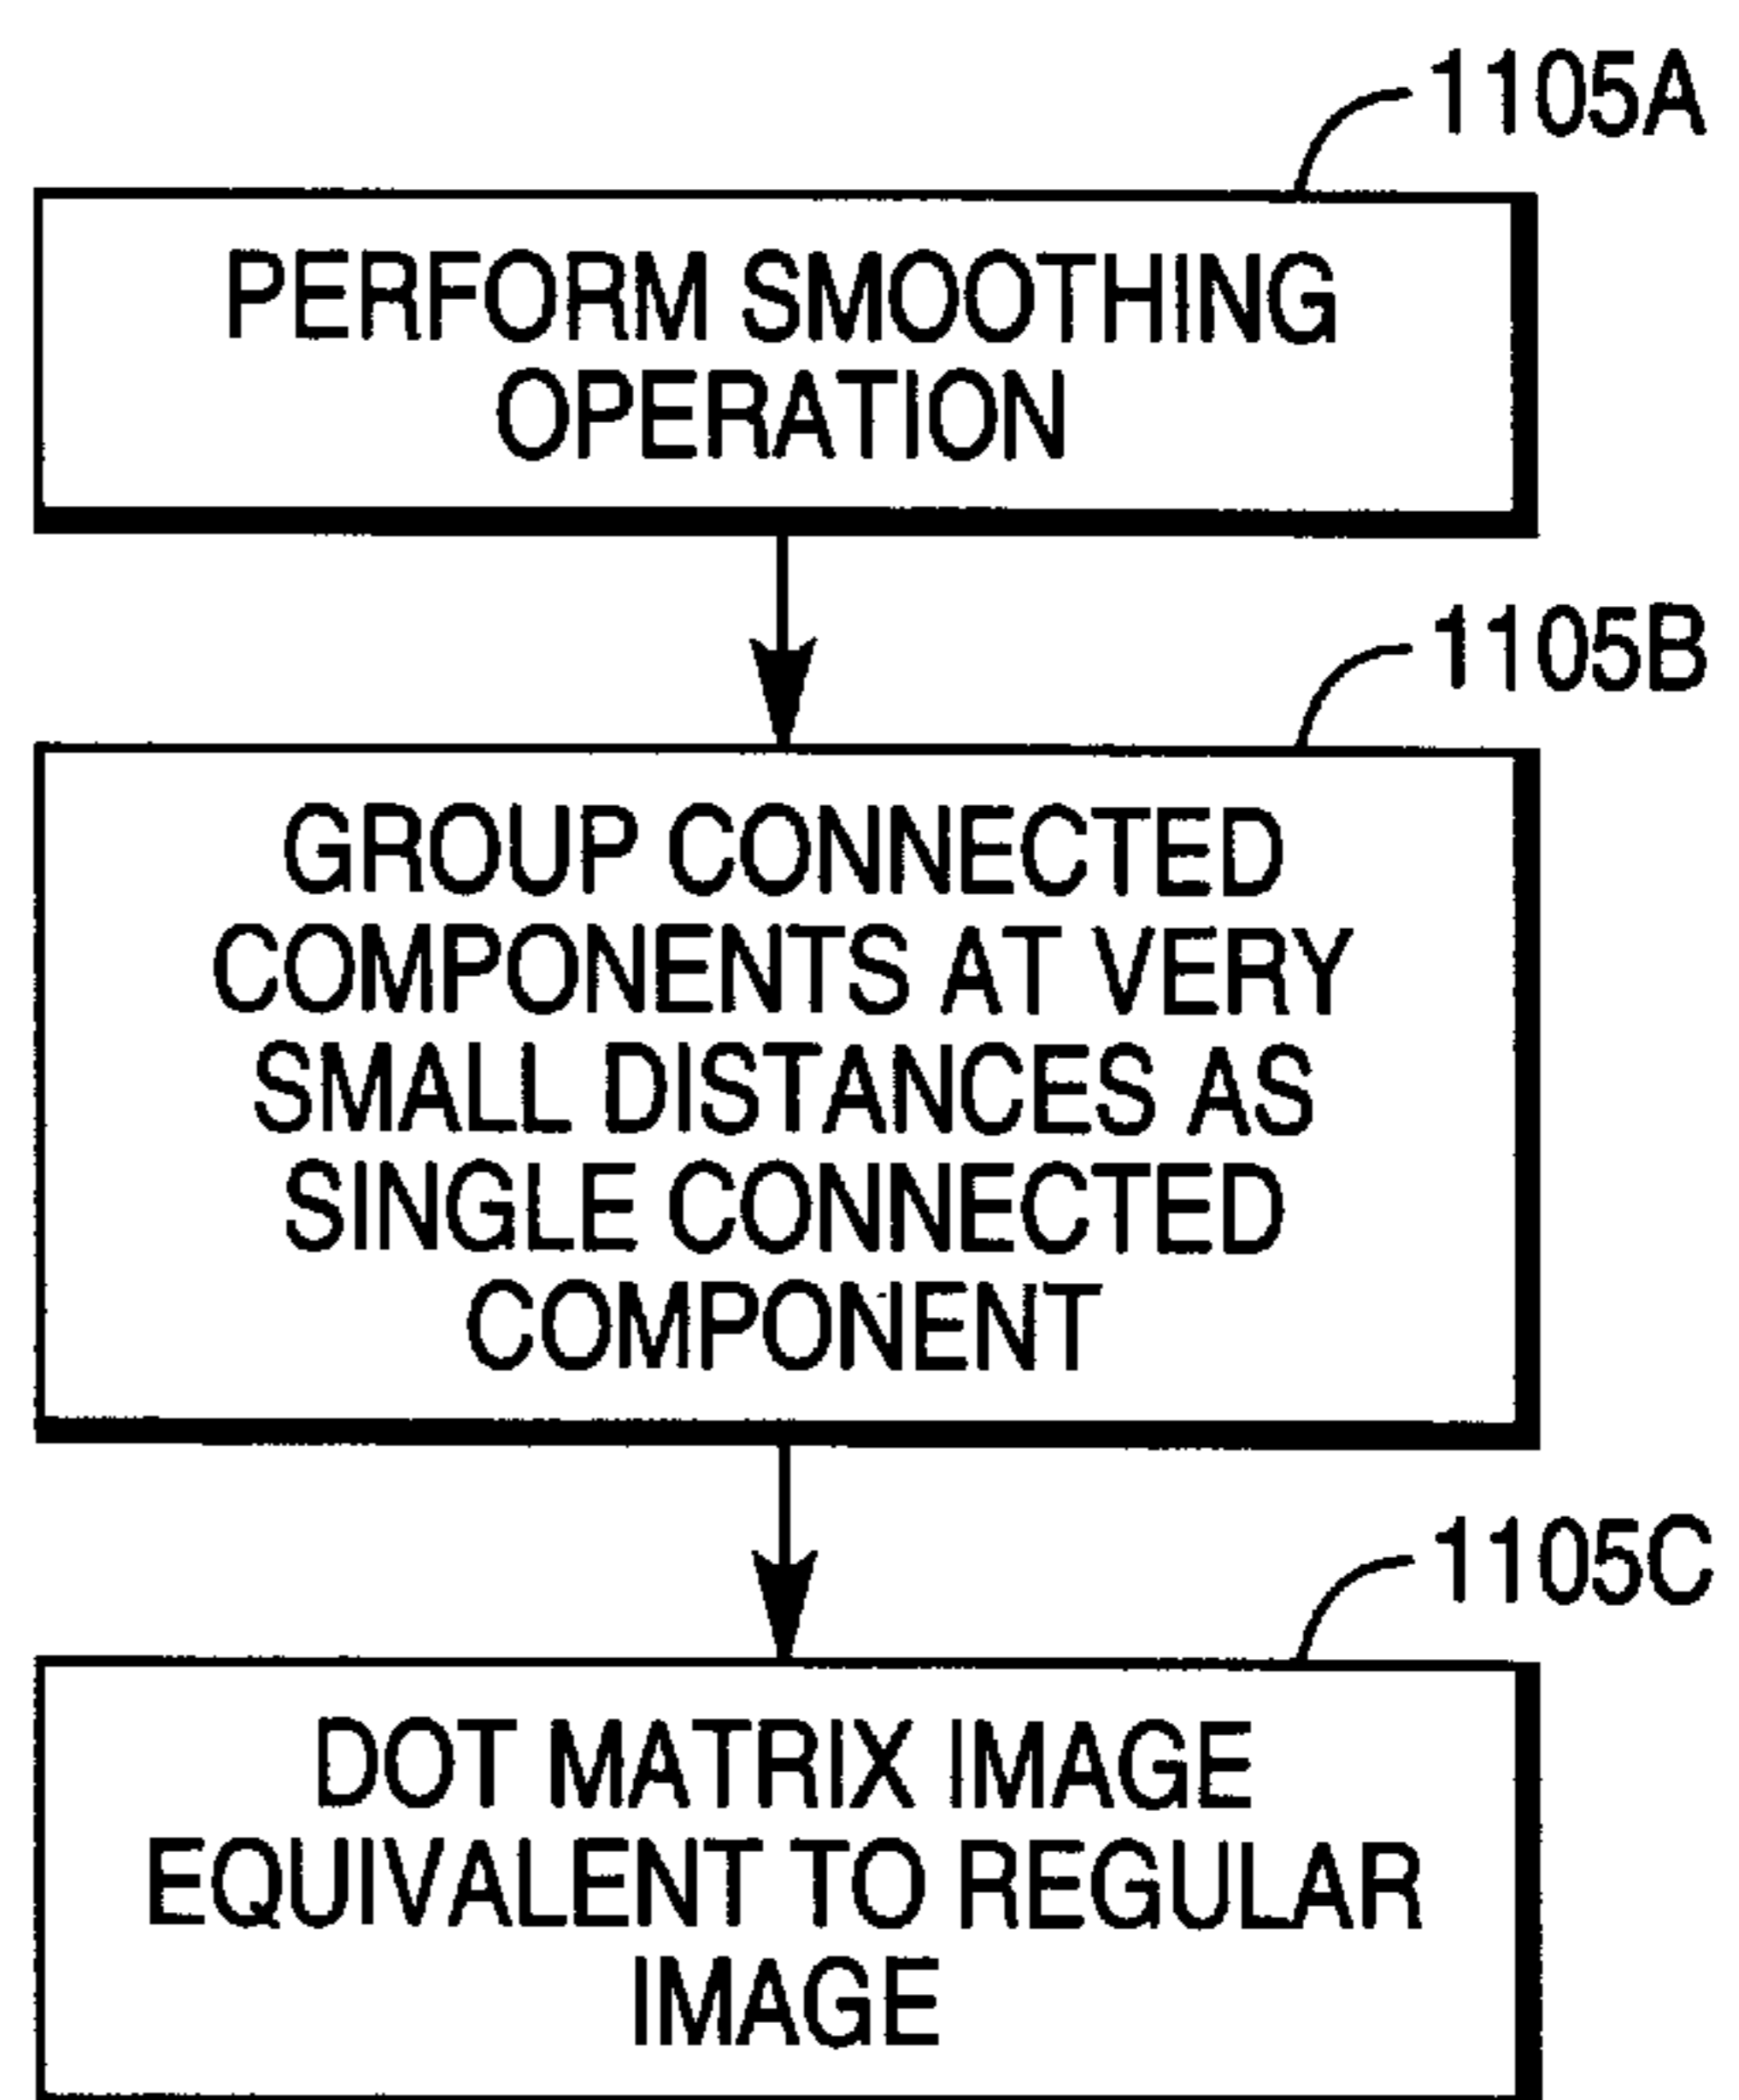 1105A
PERFORM SMOOTHING
OPERATION
1105B
GROUP CONNECTED
COMPONENTS AT VERY
SMALL DISTANCES AS
SINGLE CONNECTED
COMPONENT
1105C
DOT MATRIX IMAGE
EQUIVALENT TO REGULAR
IMAGE